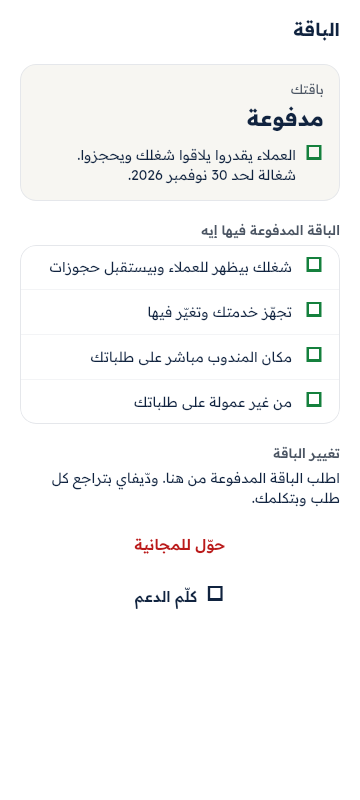 الباقة
باقتك
مدفوعة
العملاء يقدروا يلاقوا شغلك ويحجزوا.
شغالة لحد 30 نوفمبر 2026.
الباقة المدفوعة فيها إيه
شغلك بيظهر للعملاء وبيستقبل حجوزات
تجهّز خدمتك وتغيّر فيها
مكان المندوب مباشر على طلباتك
من غير عمولة على طلباتك
تغيير الباقة
اطلب الباقة المدفوعة من هنا. ودّيفاي بتراجع كل
طلب وبتكلمك.
حوّل للمجانية
كلّم الدعم